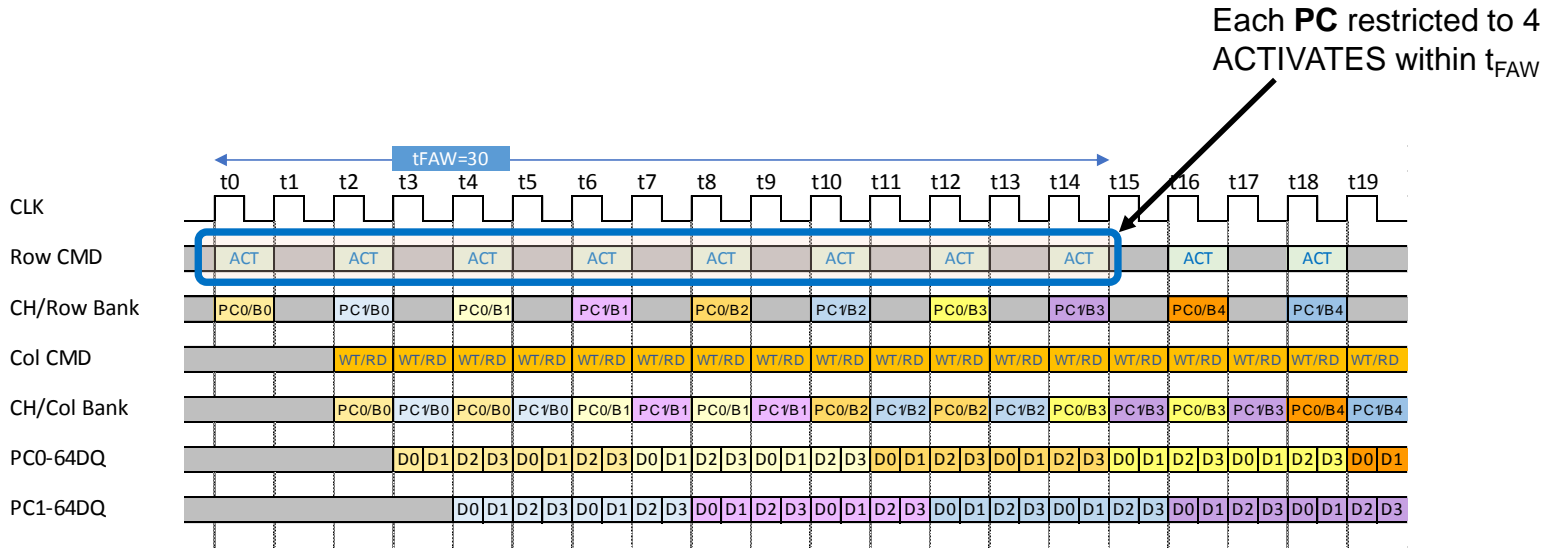 Each PC restricted to 4
ACTIVATES within tFAW
tFAW=30
t0 t1 t2 t3 t4 t5 t6 t7 t8 t9 t10 t11 t12 t13 t14 t15 t16 t17 t18 t19
CLK
Row CMD ACT ACT ACT ACT ACT ACT ACT ACT ACT ACT
CH/Row Bank PC0/B0 PC1/B0 PC0/B1 PC1/B1 PC0/B2 PC1/B2 PC0/B3 PC1/B3 PC0/B4 PC1/B4
Col CMD WT/RD WT/RD WT/RD WT/RD WT/RD WT/RD WT/RD WT/RD WT/RD WT/RD WT/RD WT/RD WT/RD WT/RD WT/RD WT/RD WT/RD WT/RD
CH/Col Bank PC0/B0 PC1/B0 PC0/B0 PC1/B0 PC0/B1 PC1/B1 PC0/B1 PC1/B1 PC0/B2 PC1/B2 PC0/B2 PC1/B2 PC0/B3 PC1/B3 PC0/B3 PC1/B3 PC0/B4 PC1/B4
PC0-64DQ D0 D1 D2 D3 D0 D1 D2 D3 D0 D1 D2 D3 D0 D1 D2 D3 D0 D1 D2 D3 D0 D1 D2 D3 D0 D1 D2 D3 D0 D1 D2 D3 D0 D1
PC1-64DQ D0 D1 D2 D3 D0 D1 D2 D3 D0 D1 D2 D3 D0 D1 D2 D3 D0 D1 D2 D3 D0 D1 D2 D3 D0 D1 D2 D3 D0 D1 D2 D3